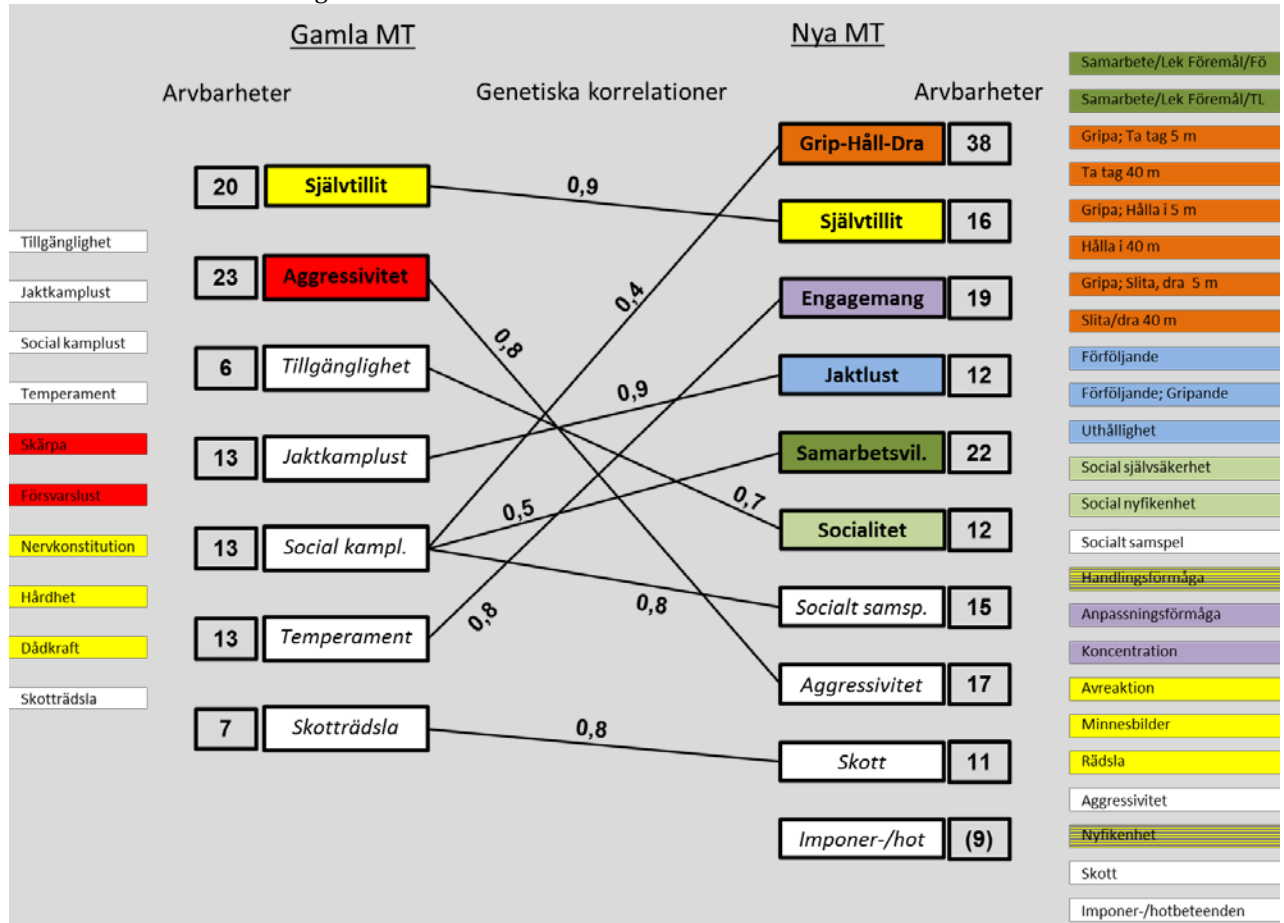 Gamla MT
Nya MT
Arvbarheter
Genetiska korrelationer
Arvbarheter
Tillgänglighet
Jaktkamplust
Social kamplust
Temperament
Skärpa
Försvarslust
Nervkonstitution
Hårdhet
Dådkraft
Skotträdsla
20 Självtillit
23 Aggressivitet
6 Tillgänglighet
13 Jaktkamplust
13 Social kampl.
13 Temperament
7 Skotträdsla
0,9
0,4
0,8
0,9
0,5
0,7
0,8
0,8
0,8
Grip-Håll-Dra 38
Självtillit 16
Engagemang 19
Jaktlust 12
Samarbetsvil. 22
Socialitet 12
Socialt samsp. 15
Aggressivitet 17
Skott 11
Imponer-/hot (9)
Samarbete/Lek Föremål/Fö
Samarbete/Lek Föremål/TL
Gripa; Ta tag 5 m
Ta tag 40 m
Gripa; Hålla i 5 m
Hålla i 40 m
Gripa; Slita, dra 5 m
Slita/dra 40 m
Förföljande
Förföljande; Gripande
Uthållighet
Social självsäkerhet
Social nyfikenhet
Socialt samspel
Handlingsförmåga
Anpassningsförmåga
Koncentration
Avreaktion
Minnesbilder
Rädsla
Aggressivitet
Nyfikenhet
Skott
Imponer-/hotbeteenden